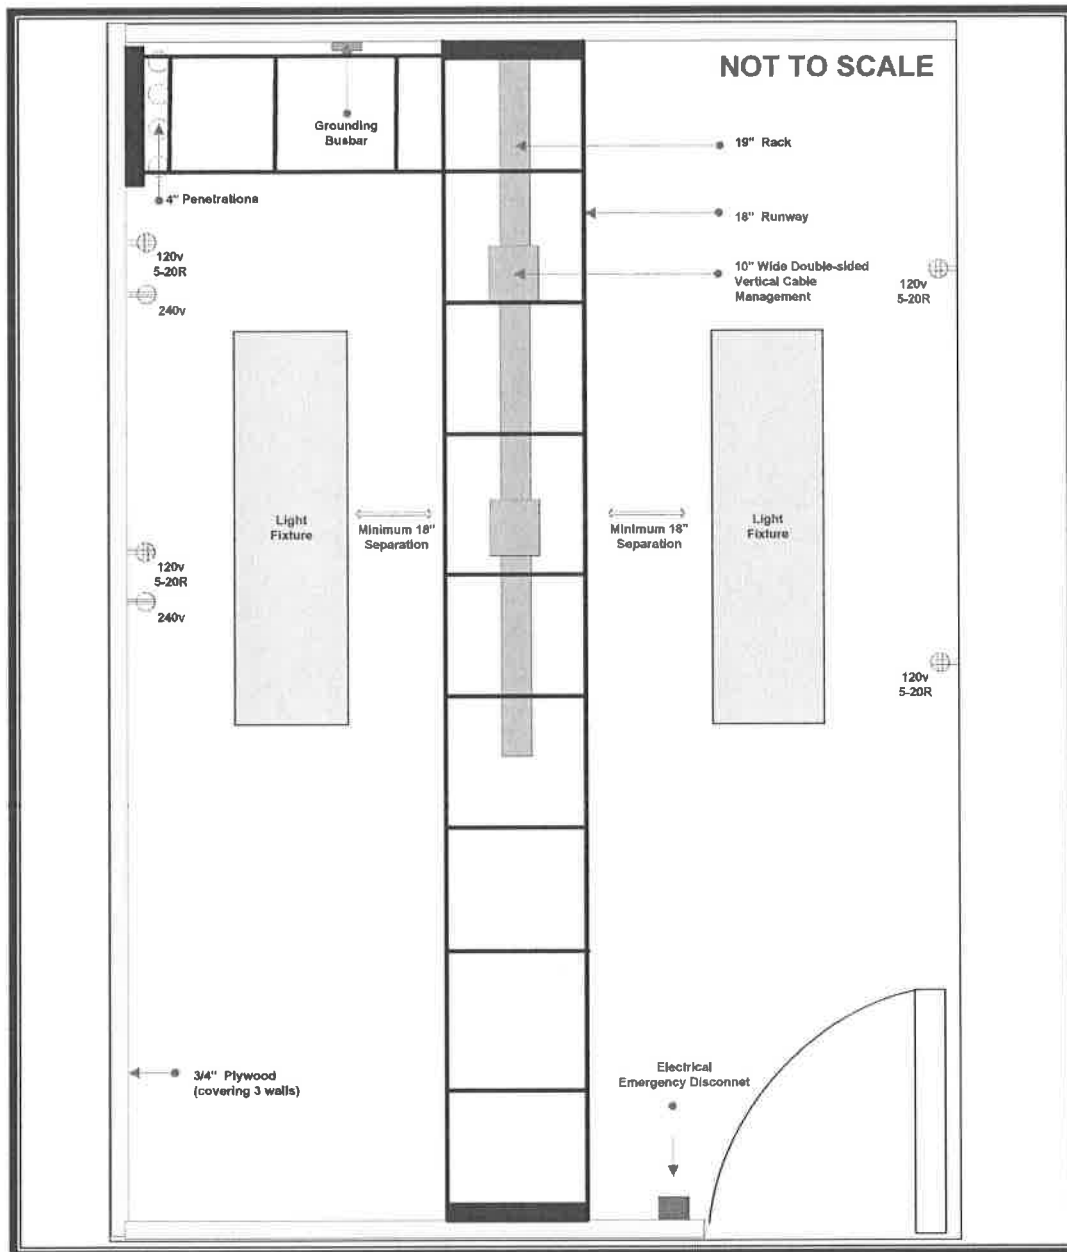 NOT TO SCALE
Grounding
Busbar
19" Rack
4" Penetrations
18" Runway
120v
5-20R
10" Wide Double-sided
Vertical Cable
Management
120v
5-20R
240v
Light
Fixture
Minimum 18"
Separation
Minimum 18"
Separation
Light
Fixture
120v
5-20R
240v
120v
5-20R
3/4" Plywood
(covering 3 walls)
Electrical
Emergency Disconnet